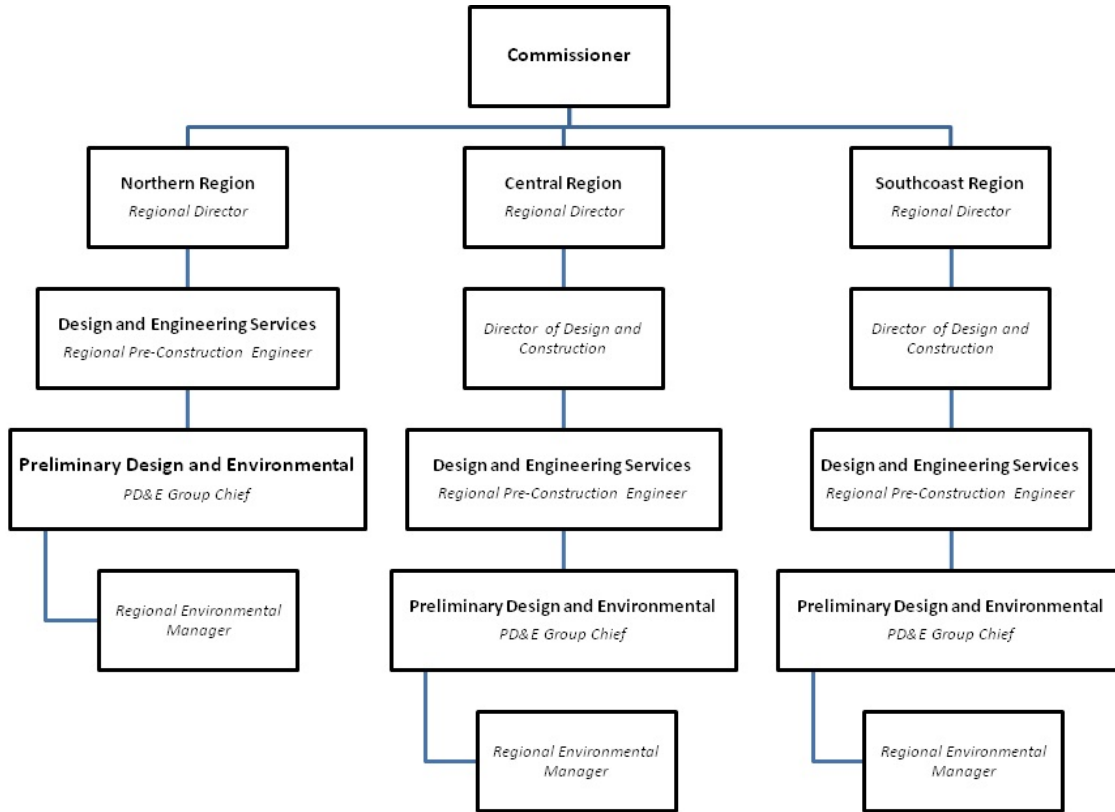 Commissioner
Northern Region
Regional Director
Central Region
Regional Director
Southcoast Region
Regional Director
Design and Engineering Services
Regional Pre-Construction Engineer
Director of Design and
Construction
Director of Design and
Construction
Preliminary Design and Environmental
PD&E Group Chief
Design and Engineering Services
Regional Pre-Construction Engineer
Design and Engineering Services
Regional Pre-Construction Engineer
Regional Environmental
Manager
Preliminary Design and Environmental
PD&E Group Chief
Preliminary Design and Environmental
PD&E Group Chief
Regional Environmental
Manager
Regional Environmental
Manager